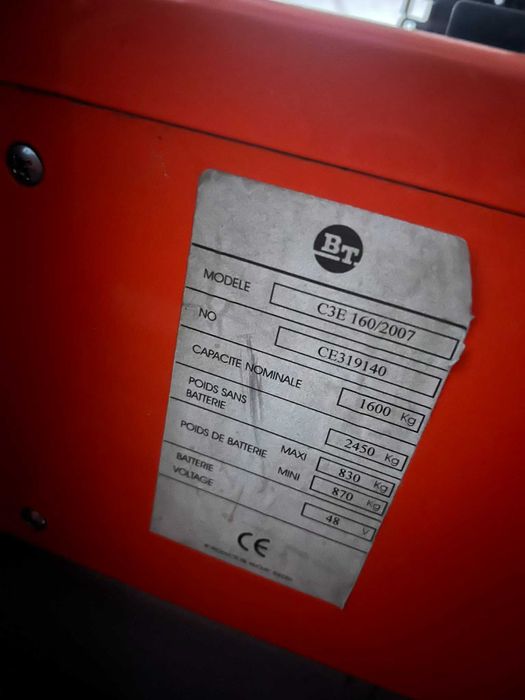 BT
MODELE C3E 160/2007
NO CE319140
CAPACITE NOMINALE 1600 Kg
POIDS SANS
BATTERIE 2450 Kg
POIDS DE BATTERIE MAXI 830 Kg
MINI 870 Kg
BATTERIE
VOLTAGE 48 V
CE